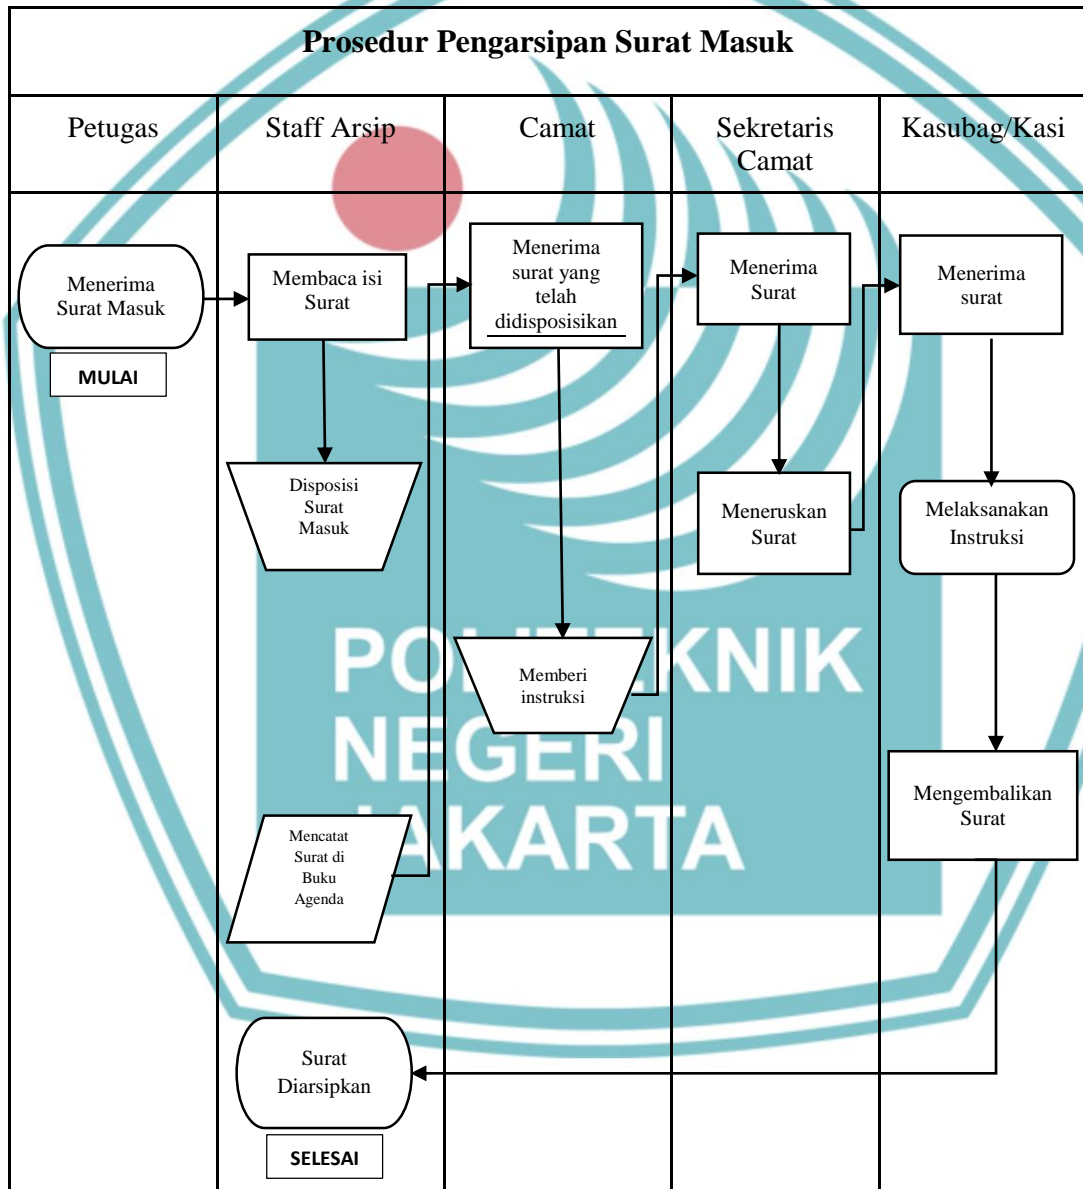 Prosedur Pengarsipan Surat Masuk
Petugas
Staff Arsip
Camat
Sekretaris
Camat
Kasubag/Kasi
Menerima
Surat Masuk
MULAI
Membaca isi
Surat
Disposisi
Surat
Masuk
Mencatat
Surat di
Buku
Agenda
Surat
Diarsipkan
SELESAI
Menerima
surat yang
telah
didisposisikan
Memberi
instruksi
Menerima
Surat
Meneruskan
Surat
Menerima
surat
Melaksanakan
Instruksi
Mengembalikan
Surat
POLITEKNIK
NEGERI
JAKARTA